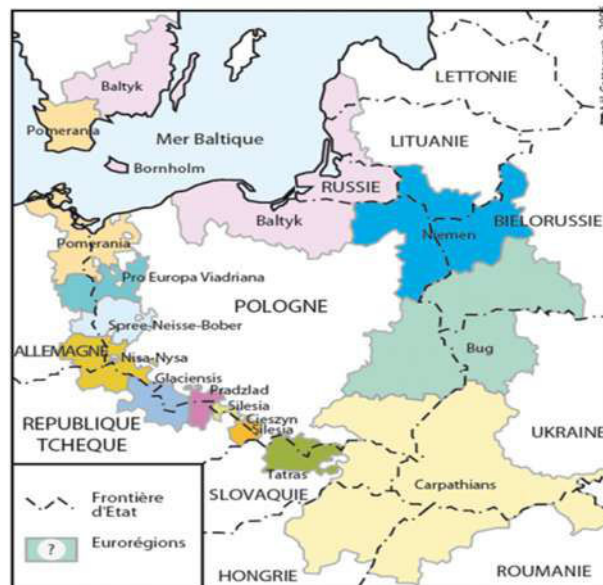 Baltyk
LETTONIE
Pomerania
Mer Baltique
LITUANIE
Bornholm
RUSSIE
Baltyk
BIELORUSSIE
Niemen
Pomerania
Pro Europa Viadriana
POLOGNE
Spree-Neisse-Bober
ALLEMAGNE
Nisa-Nysa
Bug
Glaciensis
Pradzlad
Silesia
REPUBLIQUE
TCHEQUE
Cieszyn
Silesia
UKRAINE
Tatras
SLOVAQUIE
Carpathians
Frontière
d'Etat
?
Eurorégions
HONGRIE
ROUMANIE